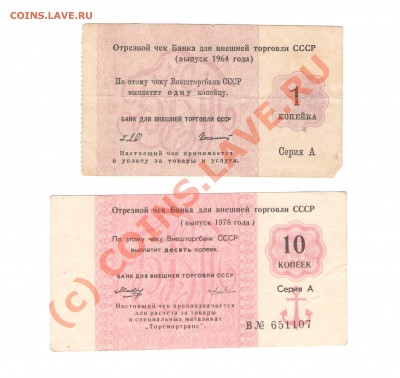 COINS.LAVE.RU
Отрезной чек Банка для внешней торговли СССР
(выпуск 1964 года)
По этому чеку Внешторгбанк СССР
выплатит одну копейку.
1
КОПЕЙКА
БАНК ДЛЯ ВНЕШНЕЙ ТОРГОВЛИ СССР
Серия А
Настоящий чек принимается
в уплату за товары и услуги.
Отрезной чек Банка для внешней торговли СССР
(выпуск 1978 года)
По этому чеку Внешторгбанк СССР
выплатит десять копеек.
10
КОПЕЕК
БАНК ДЛЯ ВНЕШНЕЙ ТОРГОВЛИ СССР
Серия А
Настоящий чек предназначается
для расчета за товары
в специальных магазинах
"Торгмортранс".
В№ 651107
(c) COINS.LAVE.RU
COINS.LAVE.RU